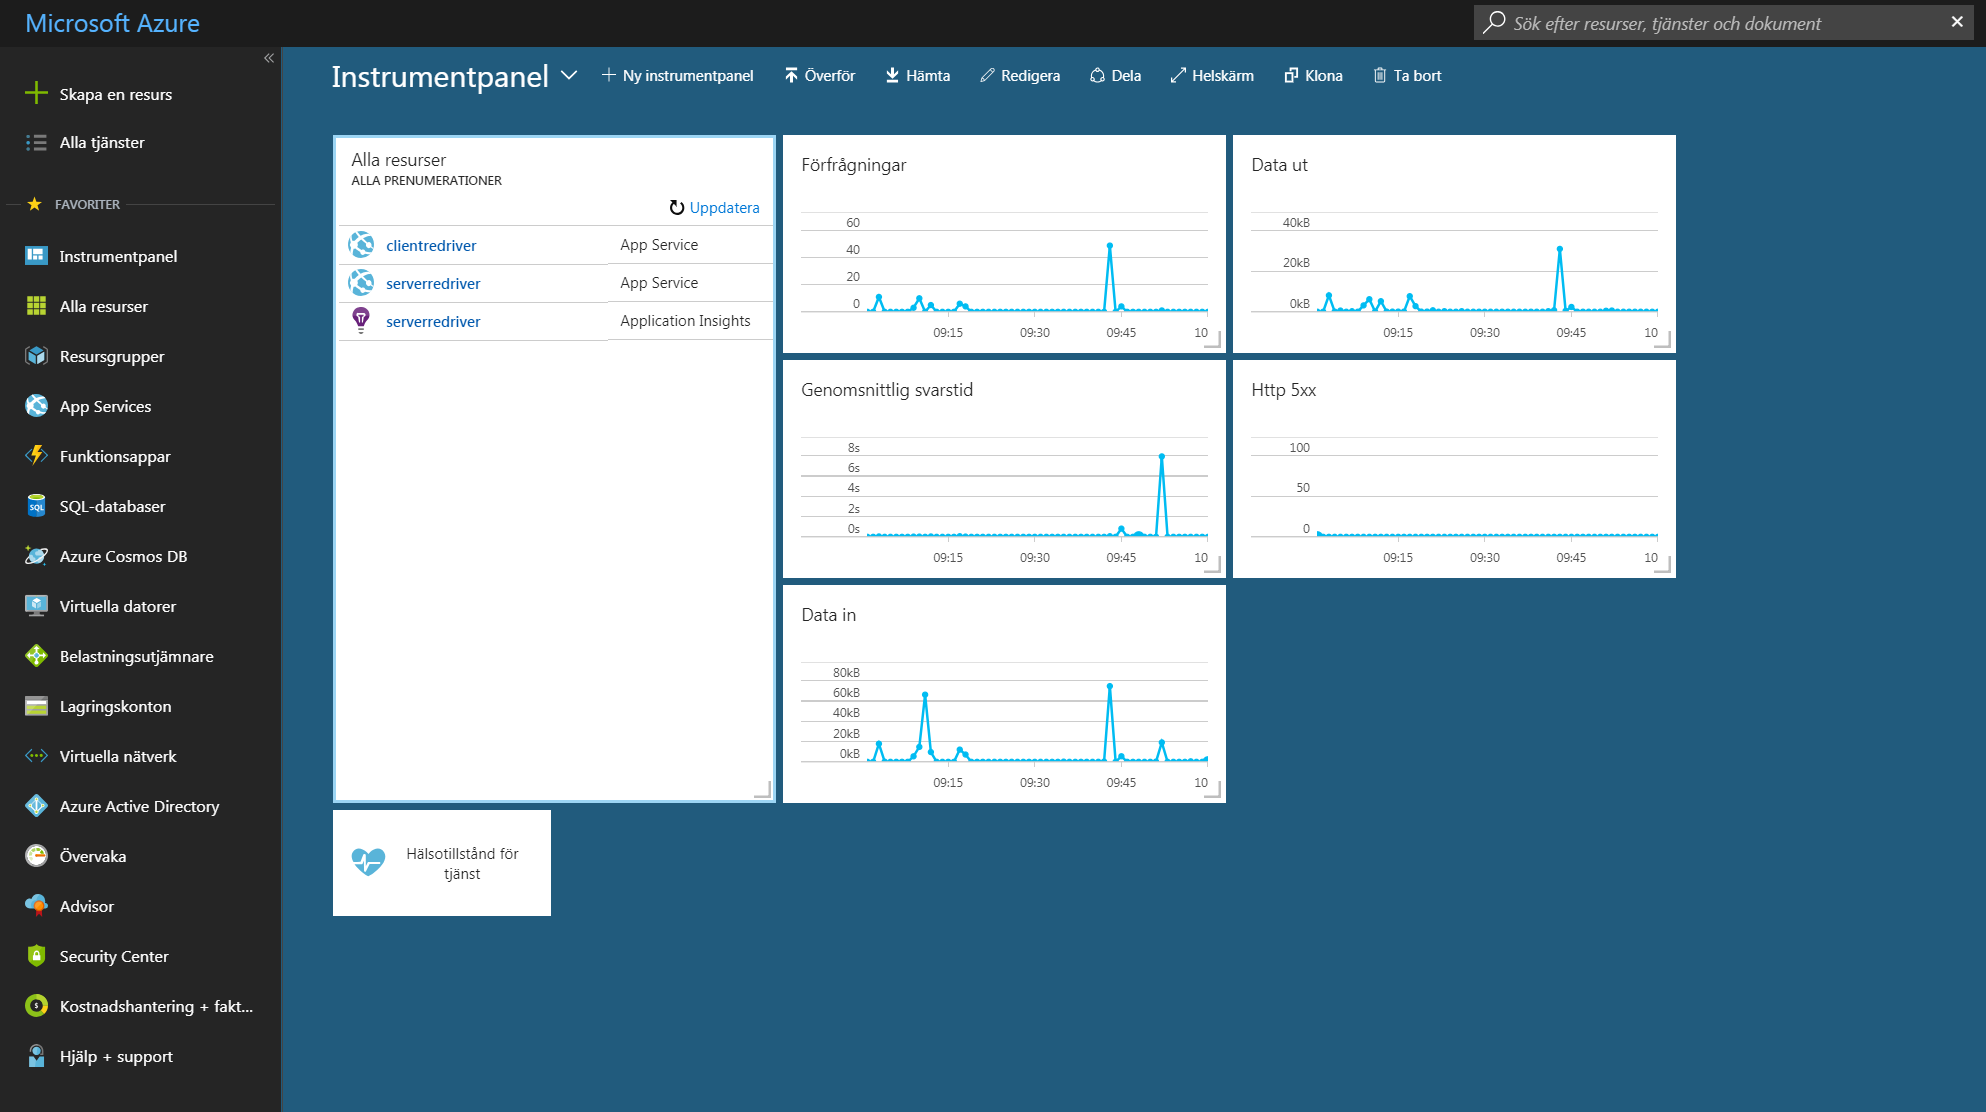 Microsoft Azure
Sök efter resurser, tjänster och dokument
Skapa en resurs
Alla tjänster
FAVORITER
Instrumentpanel
Alla resurser
Resursgrupper
App Services
Funktionsappar
SQL-databaser
Azure Cosmos DB
Virtuella datorer
Belastningsutjämnare
Lagringskonton
Virtuella nätverk
Azure Active Directory
Övervaka
Advisor
Security Center
Kostnadshantering + fakt...
Hjälp + support
Instrumentpanel
Ny instrumentpanel
Överför
Hämta
Redigera
Dela
Helskärm
Klona
Ta bort
Alla resurser
ALLA PRENUMERATIONER
Uppdatera
clientredriver App Service
serverredriver App Service
serverredriver Application Insights
Förfrågningar
60
40
20
0
09:15 09:30 09:45 10
Data ut
40kB
20kB
0kB
09:15 09:30 09:45 10
Genomsnittlig svarstid
8s
6s
4s
2s
0s
09:15 09:30 09:45 10
Http 5xx
100
50
0
09:15 09:30 09:45 10
Data in
80kB
60kB
40kB
20kB
0kB
09:15 09:30 09:45 10
Hälsotillstånd för
tjänst